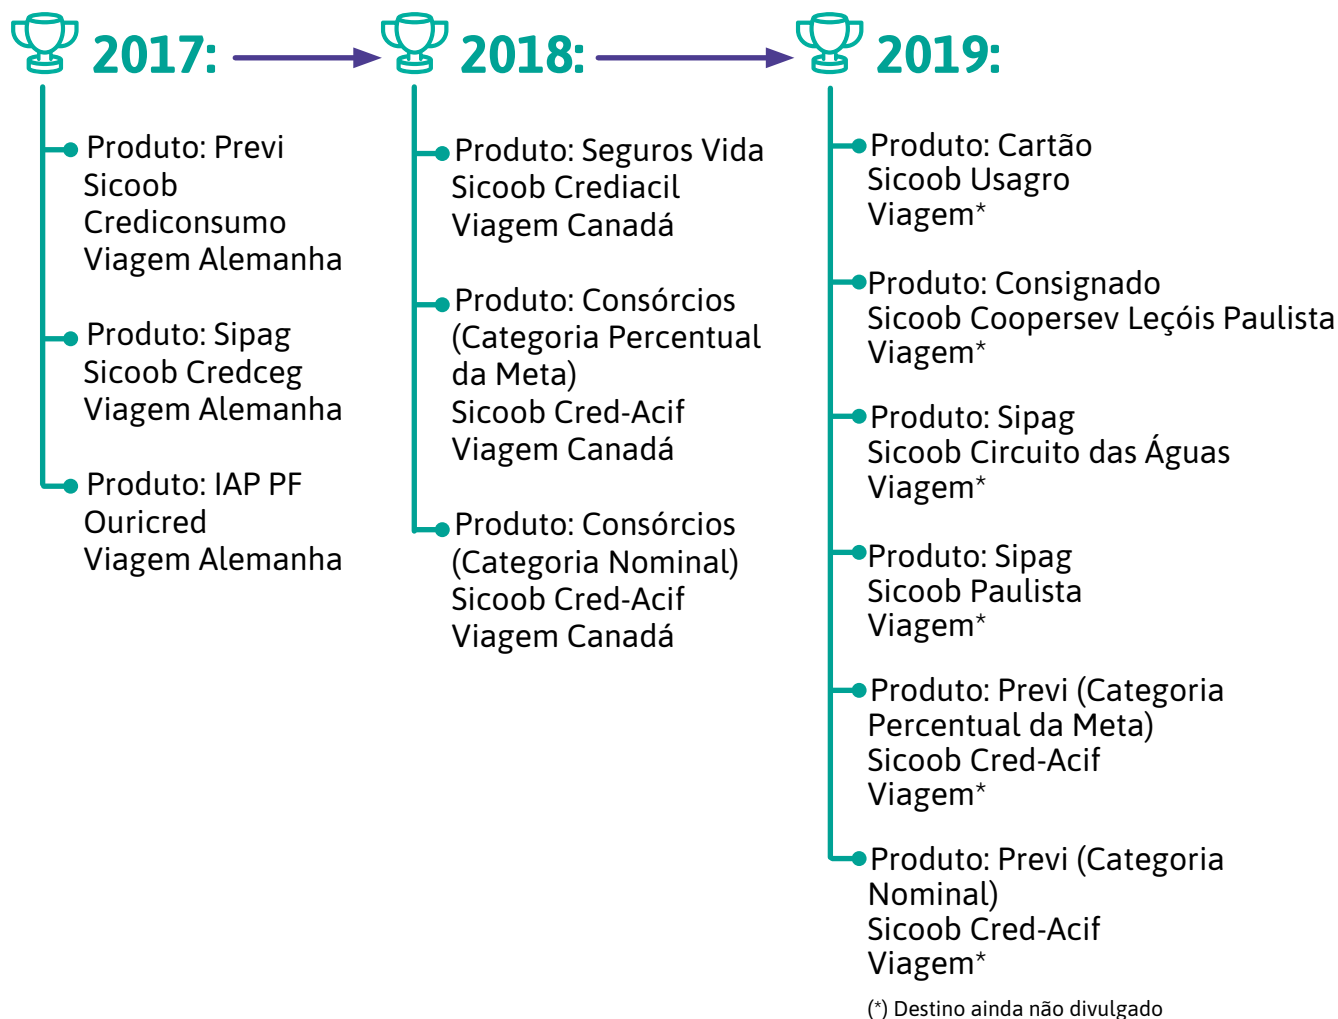 2017:
Produto: Previ
Sicoob
Crediconsumo
Viagem Alemanha
Produto: Sipag
Sicoob Credceg
Viagem Alemanha
Produto: IAP PF
Ouricred
Viagem Alemanha
2018:
Produto: Seguros Vida
Sicoob Crediacil
Viagem Canadá
Produto: Consórcios
(Categoria Percentual
da Meta)
Sicoob Cred-Acif
Viagem Canadá
Produto: Consórcios
(Categoria Nominal)
Sicoob Cred-Acif
Viagem Canadá
2019:
Produto: Cartão
Sicoob Usagro
Viagem*
Produto: Consignado
Sicoob Coopersev Leçóis Paulista
Viagem*
Produto: Sipag
Sicoob Circuito das Águas
Viagem*
Produto: Sipag
Sicoob Paulista
Viagem*
Produto: Previ (Categoria
Percentual da Meta)
Sicoob Cred-Acif
Viagem*
Produto: Previ (Categoria
Nominal)
Sicoob Cred-Acif
Viagem*
(*) Destino ainda não divulgado